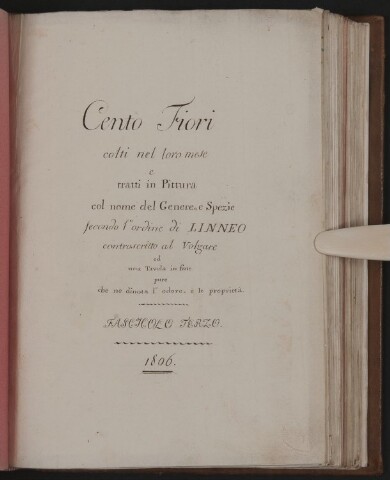 Cento Fiori
colti nel loro mese
e
tratti in Pittura
col nome del Genere, e Spezie
secondo l'ordine di LINNEO
controscritto al Volgare
ed
una Tavola in fine
pure
che ne dinota l'odore, e le proprietà.
FASCICOLO TERZO.
1806.